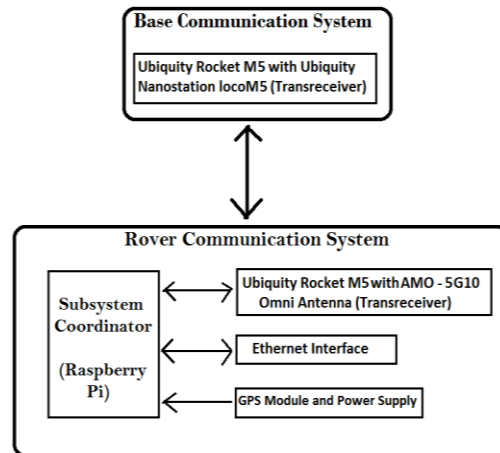 Base Communication System
Ubiquity Rocket M5 with Ubiquity
Nanostation locoM5 (Transreceiver)
Rover Communication System
Subsystem
Coordinator
(Raspberry
Pi)
Ubiquity Rocket M5 with AMO - 5G10
Omni Antenna (Transreceiver)
Ethernet Interface
GPS Module and Power Supply